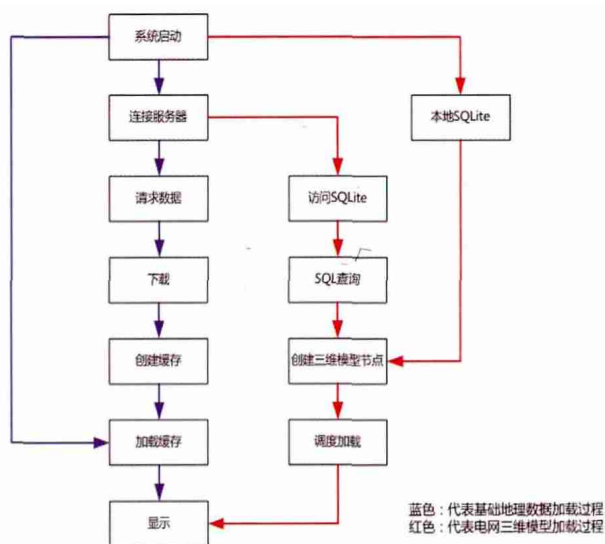 系统启动
连接服务器
本地SQLite
请求数据
访问SQLite
下载
SQL查询
创建缓存
创建三维模型节点
加载缓存
调度加载
显示
蓝色：代表基础地理数据加载过程
红色：代表电网三维模型加载过程